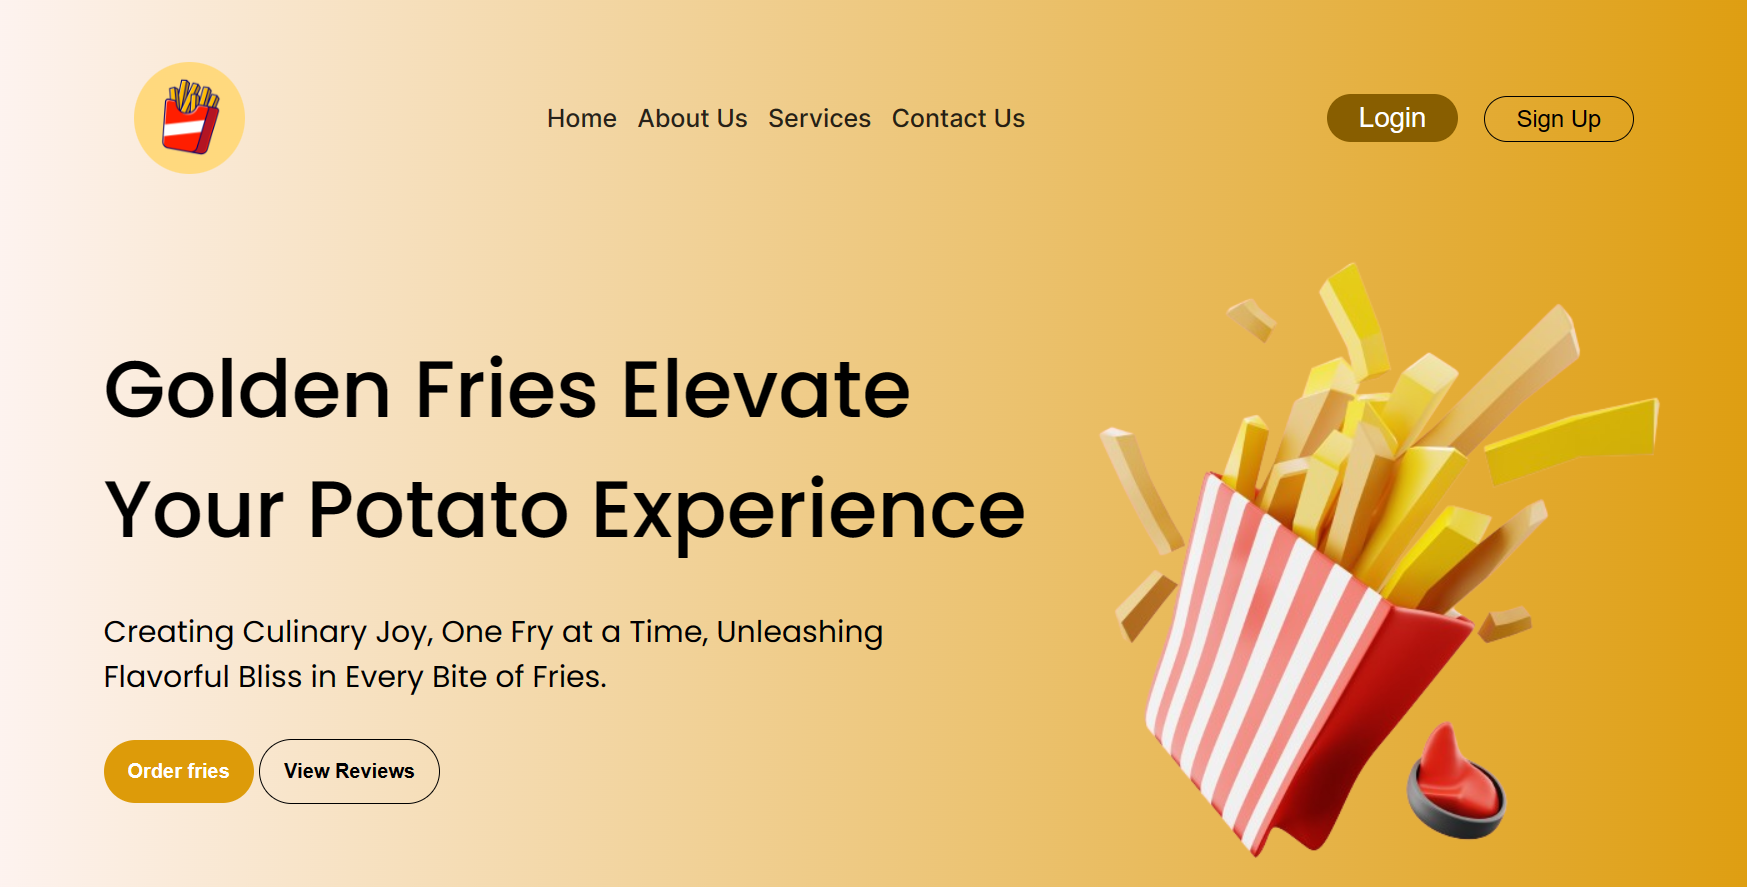 Home About Us Services Contact Us Login Sign Up
Golden Fries Elevate
Your Potato Experience
Creating Culinary Joy, One Fry at a Time, Unleashing
Flavorful Bliss in Every Bite of Fries.
Order fries View Reviews